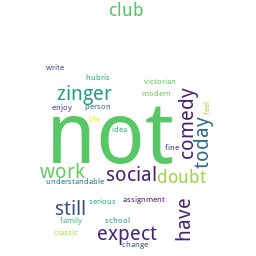 club
write
hubris
victorian
zinger
modern
enjoy
person
feel
life
not
idea
comedy
today
fine
work
social
doubt
understandable
still
serious
assignment
have
family
school
classic
expect
change